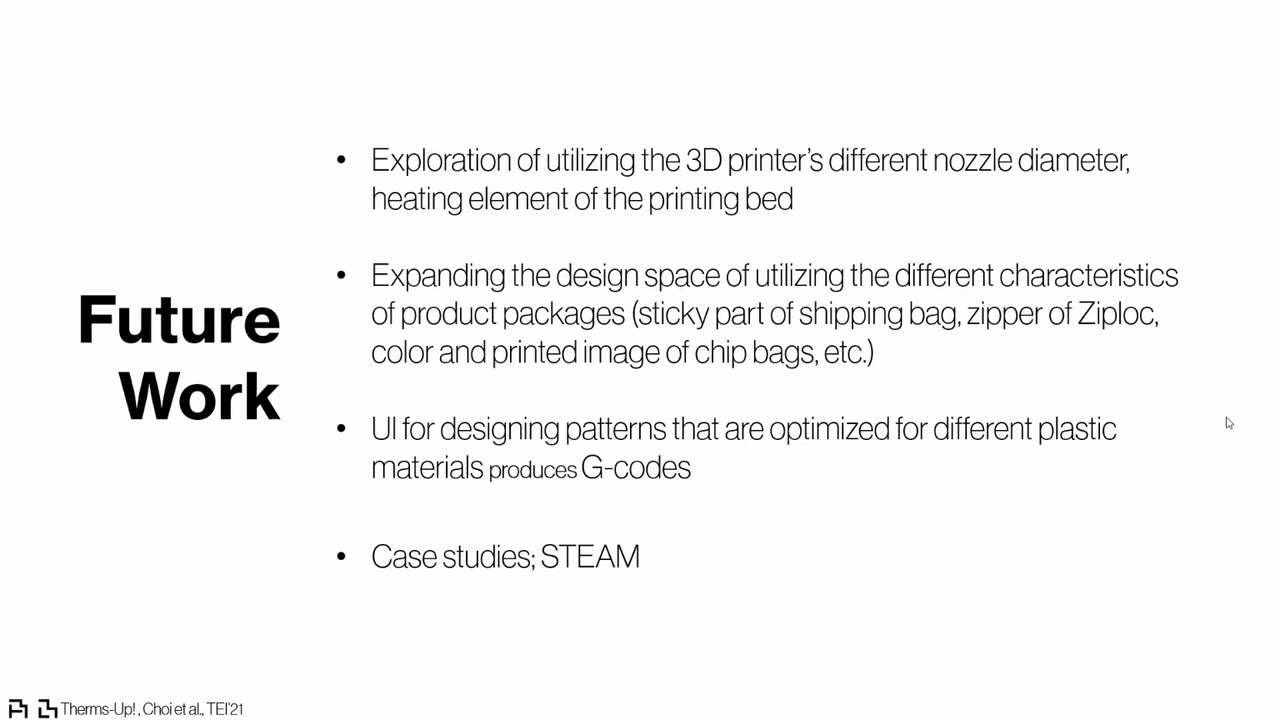 Future
Work
• Exploration of utilizing the 3D printer’s different nozzle diameter,
heating element of the printing bed
• Expanding the design space of utilizing the different characteristics
of product packages (sticky part of shipping bag, zipper of Ziploc,
color and printed image of chip bags, etc.)
• UI for designing patterns that are optimized for different plastic
materials produces G-codes
• Case studies; STEAM
Therms-Up! , Choi et al., TEI’21